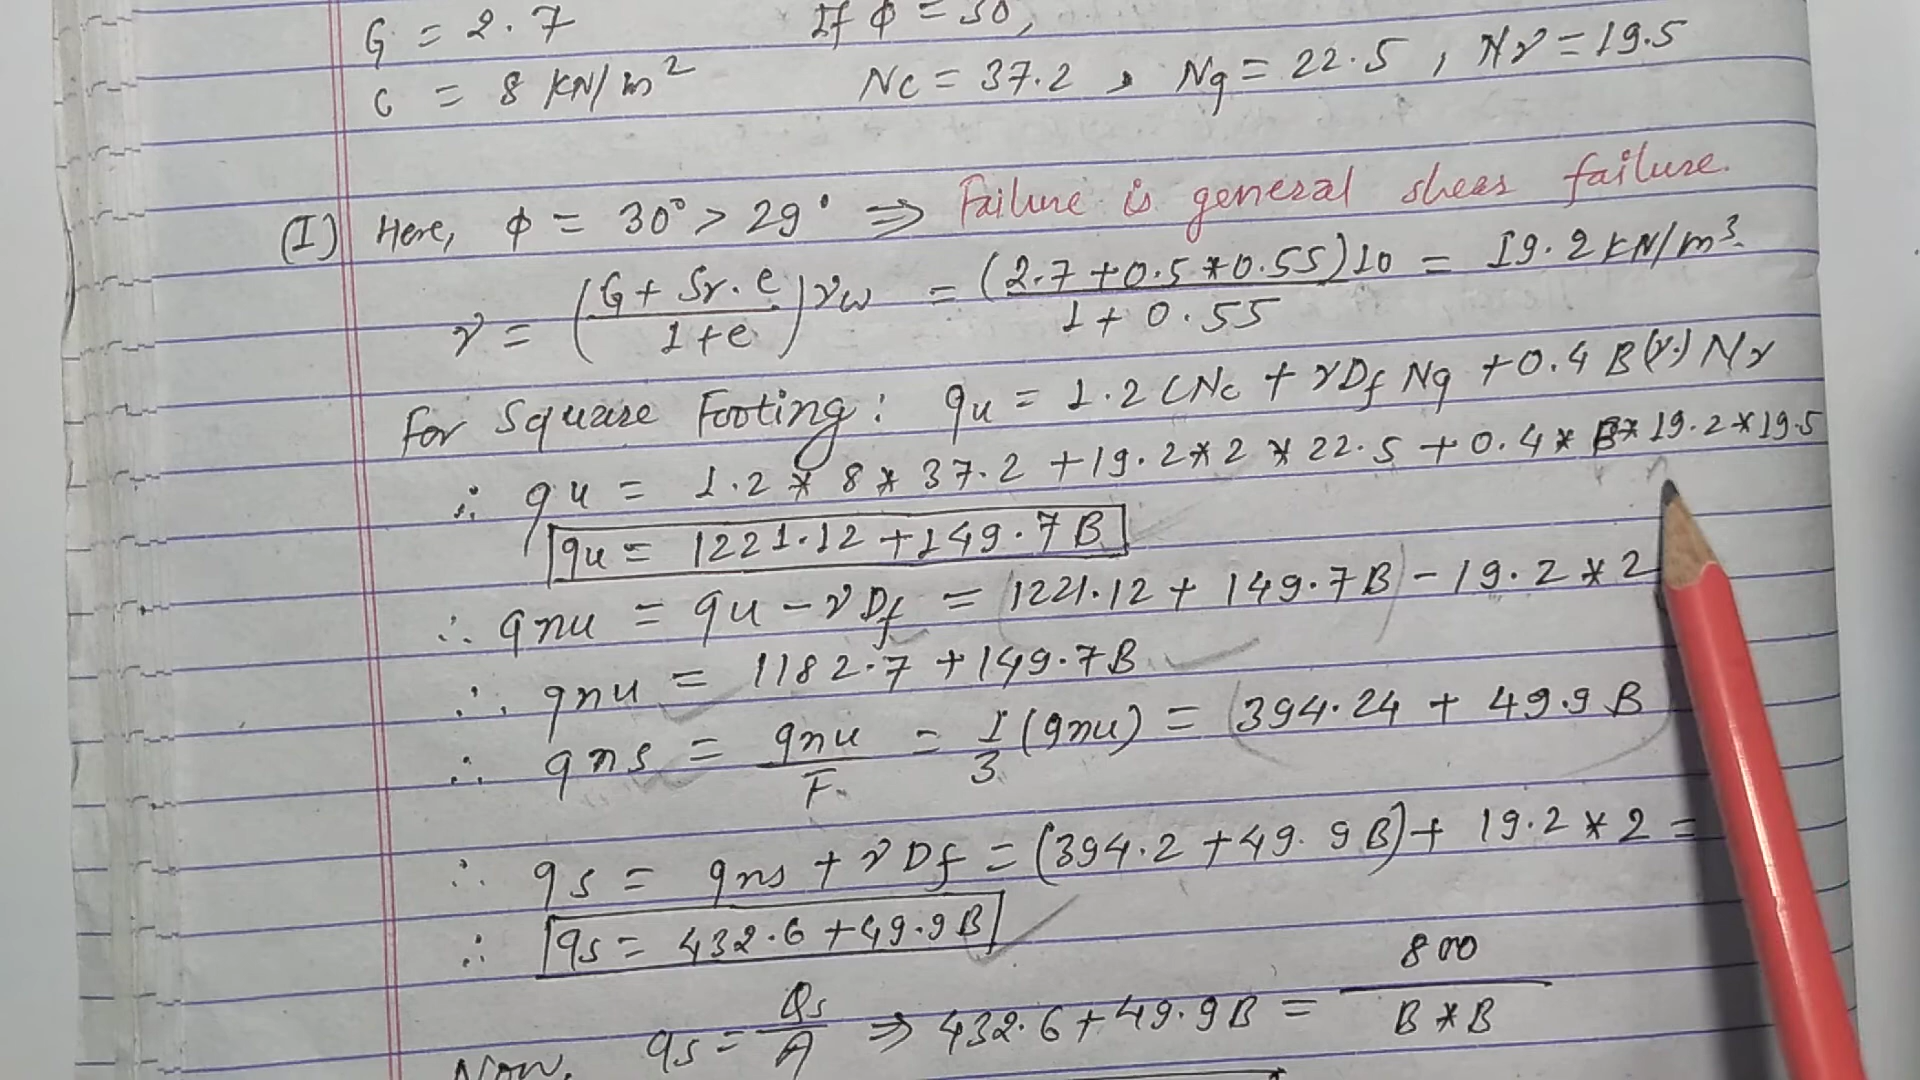 G = 2.7 If ϕ = 30,
C = 8 KN/m² Nc = 37.2 , Nq = 22.5 , Nγ = 19.5
(I) Here, ϕ = 30° > 29° ⇒ Failure is general shear failure.
γ = (G + Sr.e / 1+e) γw = (2.7 + 0.5 * 0.55)10 / 1 + 0.55 = 19.2 KN/m³
For Square Footing : qu = 1.2 CNc + γDf Nq + 0.4 B(γ) Nγ
∴ qu = 1.2 * 8 * 37.2 + 19.2 * 2 * 22.5 + 0.4 * B * 19.2 * 19.5
qu = 1221.12 + 149.7 B
∴ qnu = qu − γDf = (1221.12 + 149.7B) − 19.2 * 2
∴ qnu = 1182.7 + 149.7B
∴ qns = qnu / F = 1/3 (qnu) = (394.24 + 49.9 B)
∴ qs = qns + γDf = (394.2 + 49.9B) + 19.2 * 2 =
∴ qs = 432.6 + 49.9B
Now, qs = Qs / A ⇒ 432.6 + 49.9B = 800 / B * B